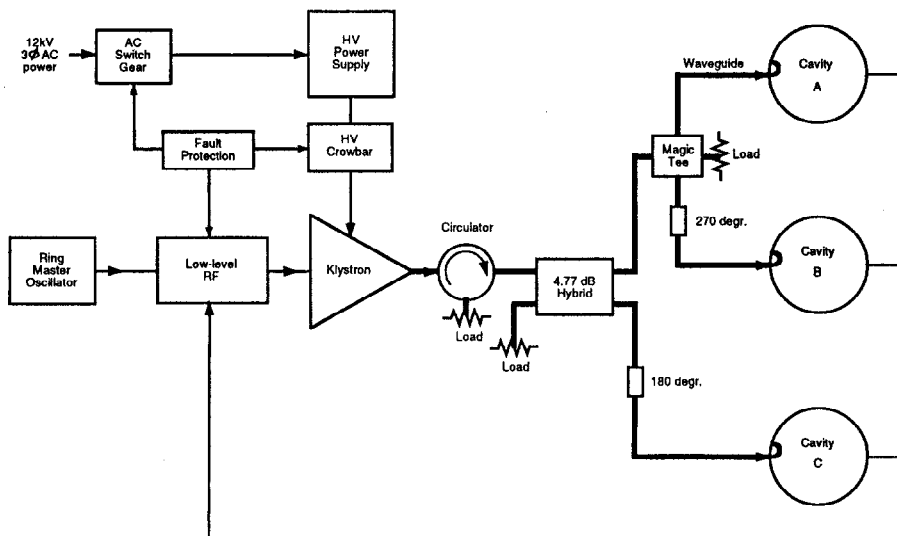 12kV
3Ø AC
power
AC
Switch
Gear
HV
Power
Supply
Fault
Protection
HV
Crowbar
Ring
Master
Oscillator
Low-level
RF
Klystron
Circulator
Load
Load
4.77 dB
Hybrid
Waveguide
Magic
Tee
Load
270 degr.
180 degr.
Cavity
A
Cavity
B
Cavity
C